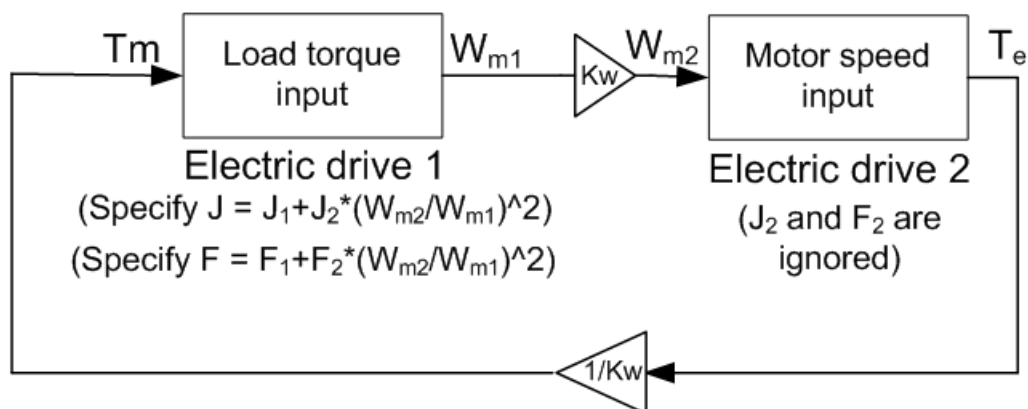 Tm
Load torque
input
Wm1
Kw
Wm2
Motor speed
input
Te
Electric drive 1
(Specify J = J1+J2*(Wm2/Wm1)^2)
(Specify F = F1+F2*(Wm2/Wm1)^2)
Electric drive 2
(J2 and F2 are
ignored)
1/Kw